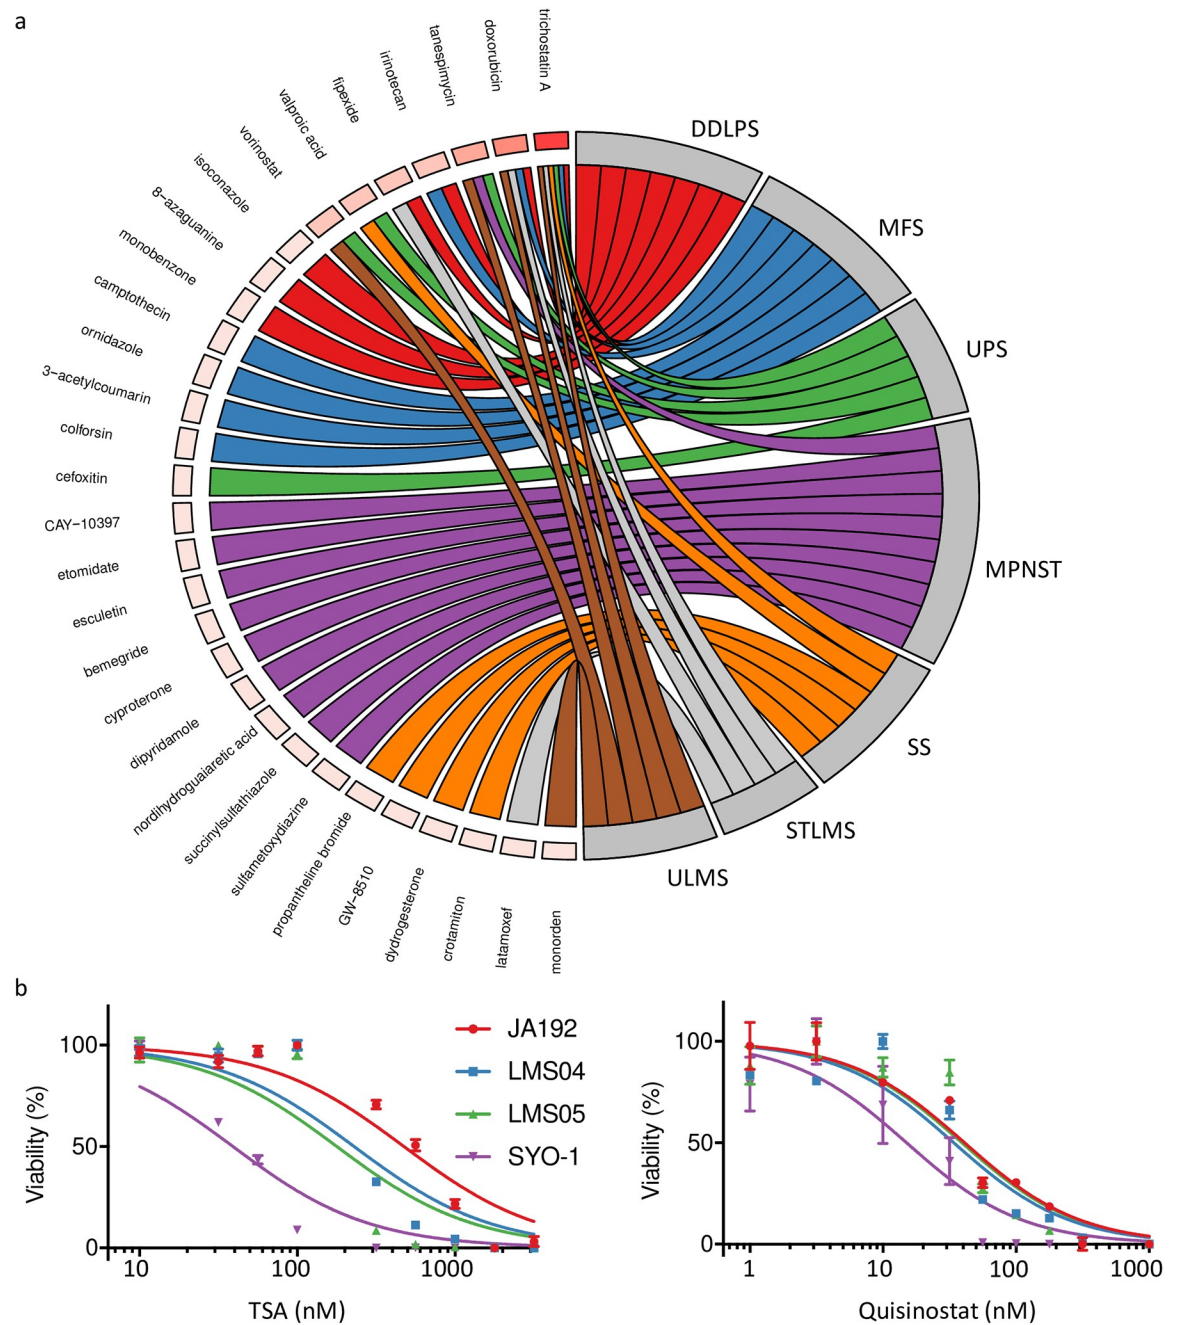 a
trichostatin A
doxorubicin
tanespimycin
irinotecan
fipexide
valproic acid
vorinostat
isoconazole
8−azaguanine
monobenzone
camptothecin
ornidazole
3−acetylcoumarin
colforsin
cefoxitin
CAY−10397
etomidate
esculetin
bemegride
cyproterone
dipyridamole
nordihydroguaiaretic acid
succinylsulfathiazole
sulfametoxydiazine
propantheline bromide
GW−8510
dydrogesterone
crotamiton
latamoxef
monorden
DDLPS
MFS
UPS
MPNST
SS
STLMS
ULMS
b
Viability (%)
100
50
0
10 100 1000
TSA (nM)
JA192
LMS04
LMS05
SYO-1
Viability (%)
100
50
0
1 10 100 1000
Quisinostat (nM)